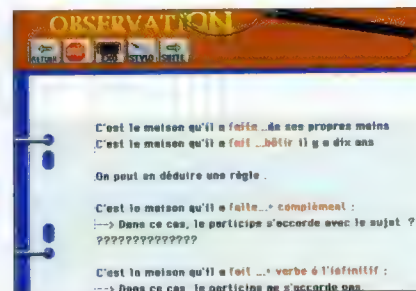 OBSERVATION
RETOUR EXO STYLO SUITE
C'est la maison qu'il a faite ...de ses propres mains
C'est la maison qu'il a fait ...bâtir il y a dix ans
On peut en déduire une règle .
C'est la maison qu'il a faite...+ complément :
---> Dans ce cas, le participe s'accorde avec le sujet ?
??????????????
C'est la maison qu'il a fait ...+ verbe à l'infinitif :
---> Dans ce cas, le participe ne s'accorde pas.